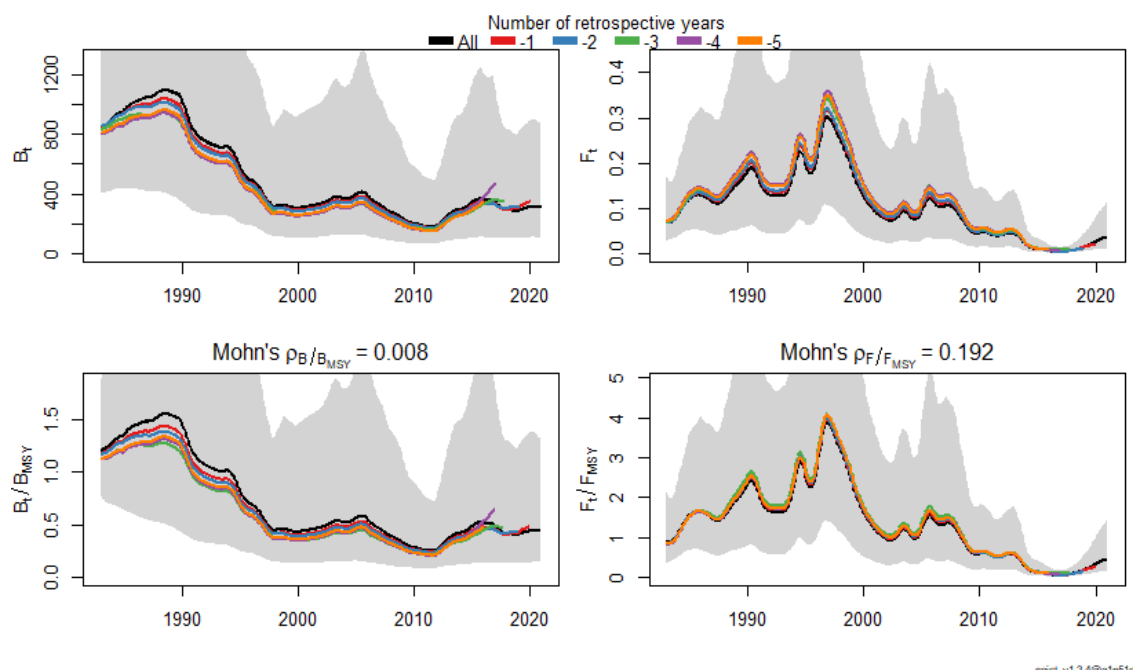 Number of retrospective years
All -1 -2 -3 -4 -5
0 400 800 1200
Bt
1990 2000 2010 2020
0.0 0.1 0.2 0.3 0.4
Ft
1990 2000 2010 2020
Mohn's ρB/BMSY = 0.008
0.0 0.5 1.0 1.5
Bt/BMSY
1990 2000 2010 2020
Mohn's ρF/FMSY = 0.192
0 1 2 3 4 5
Ft/FMSY
1990 2000 2010 2020